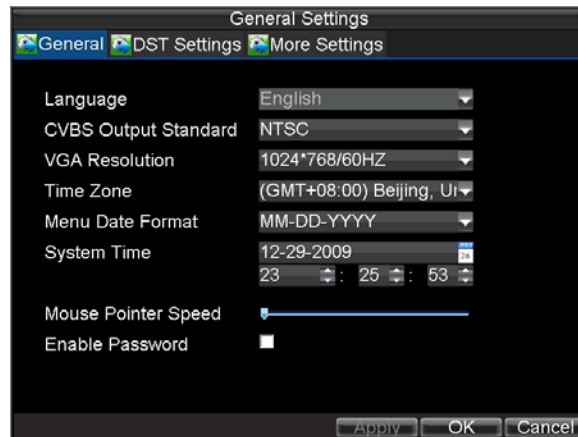 General Settings
General DST Settings More Settings
Language English
CVBS Output Standard NTSC
VGA Resolution 1024*768/60HZ
Time Zone (GMT+08:00) Beijing,
Menu Date Format MM-DD-YYYY
System Time 12-29-2009
23 : 25 : 53
Mouse Pointer Speed
Enable Password
Apply OK Cancel